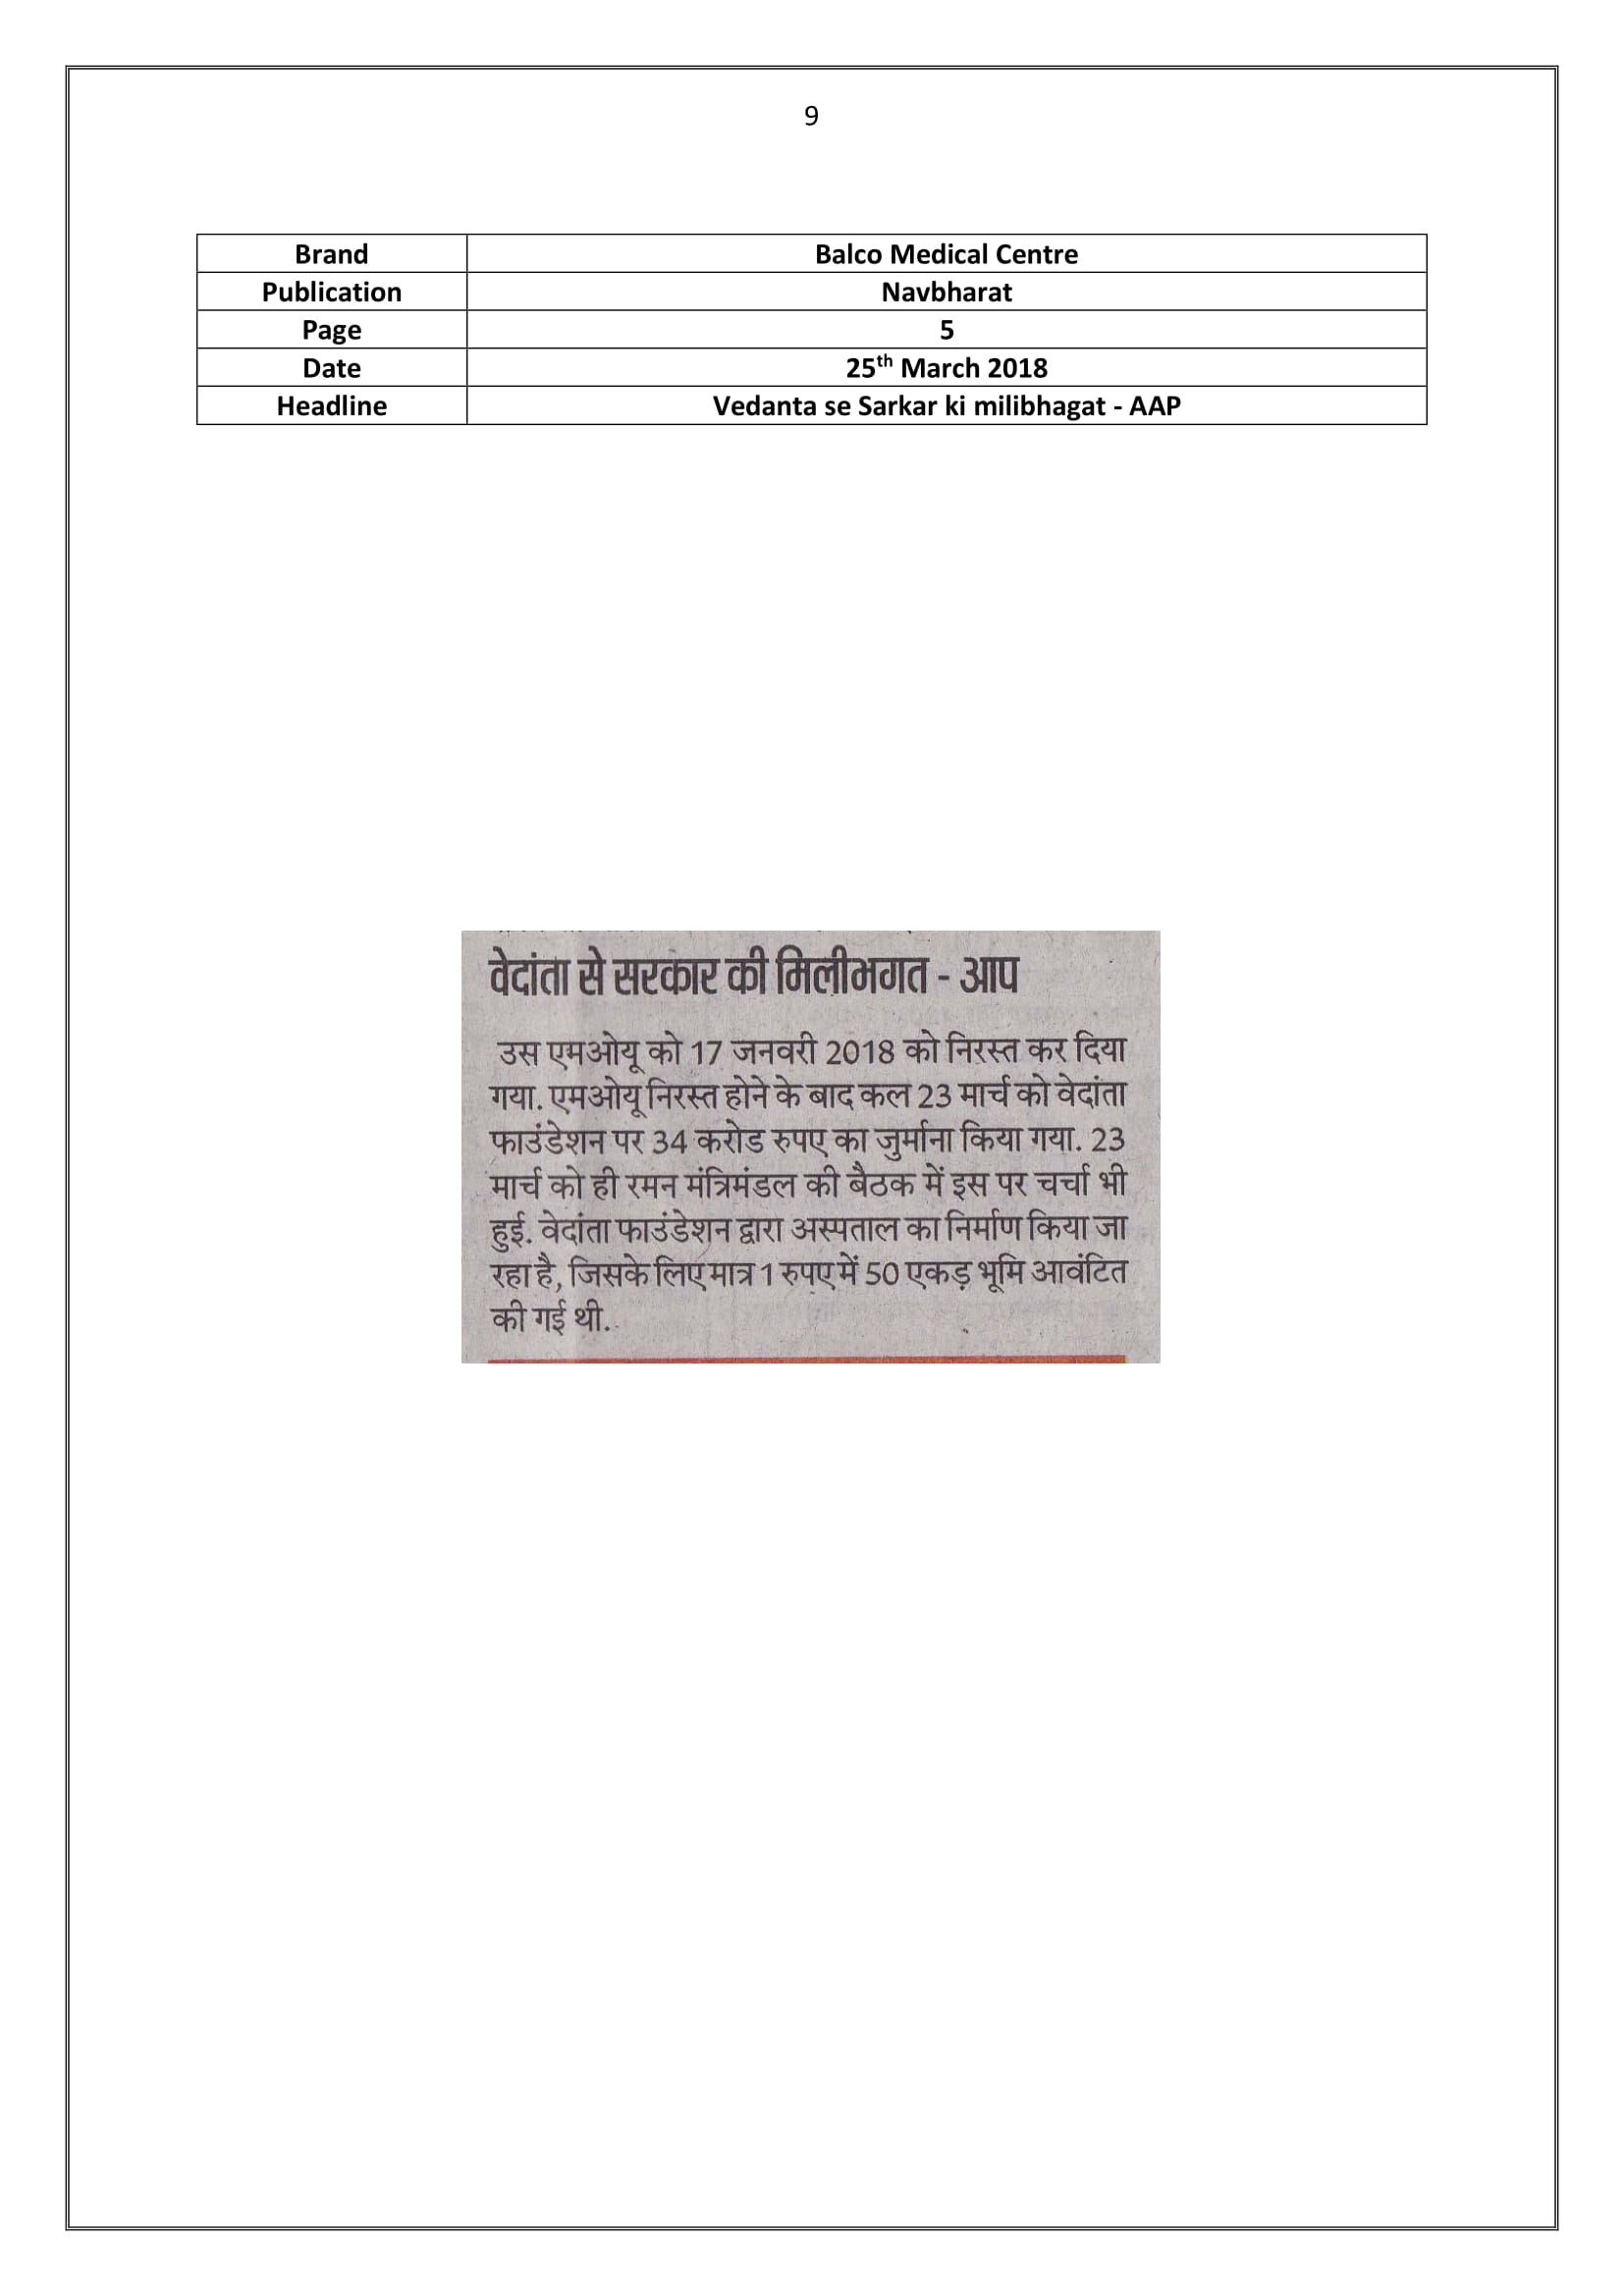 9
Brand Balco Medical Centre
Publication Navbharat
Page 5
Date 25th March 2018
Headline Vedanta se Sarkar ki milibhagat - AAP
वेदांता से सरकार की मिलीभगत - आप
उस एमओयू को 17 जनवरी 2018 को निरस्त कर दिया
गया. एमओयू निरस्त होने के बाद कल 23 मार्च को वेदांता
फाउंडेशन पर 34 करोड रुपए का जुर्माना किया गया. 23
मार्च को ही रमन मंत्रिमंडल की बैठक में इस पर चर्चा भी
हुई. वेदांता फाउंडेशन द्वारा अस्पताल का निर्माण किया जा
रहा है, जिसके लिए मात्र 1 रुपए में 50 एकड़ भूमि आवंटित
की गई थी.